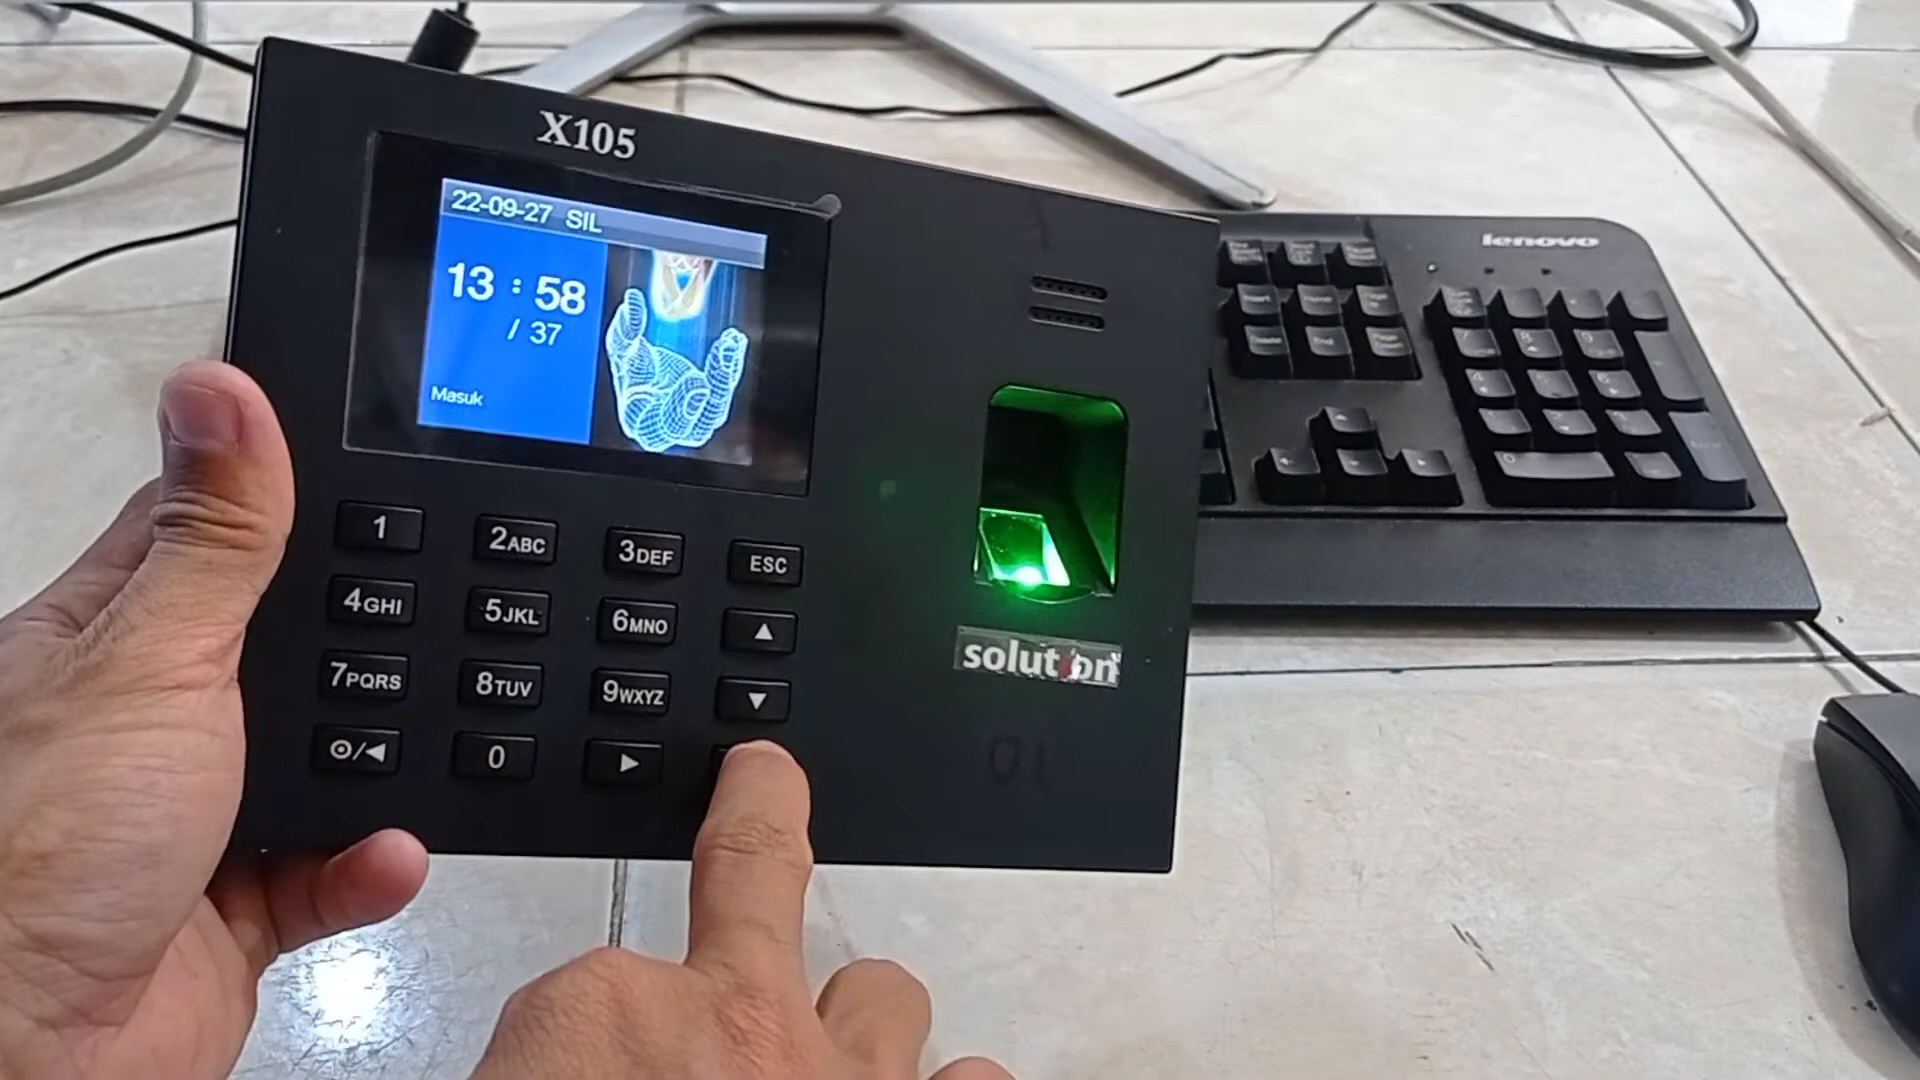 X105
22-09-27 SIL
13 : 58
/ 37
Masuk
1
2ABC
3DEF
ESC
4GHI
5JKL
6MNO
7PQRS
8TUV
9WXYZ
0
solution
lenovo